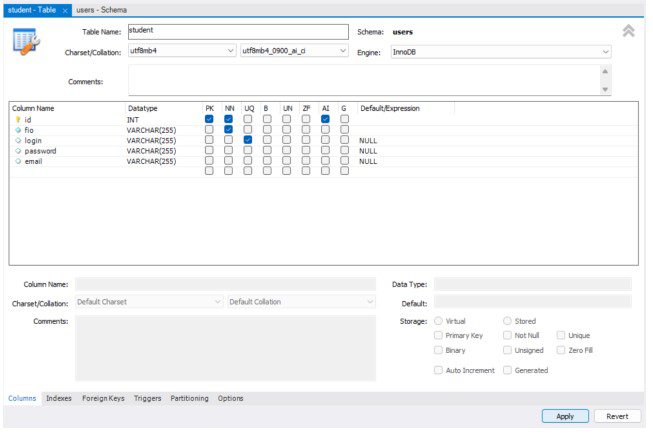 student - Table × users - Schema
Table Name: student Schema: users
Charset/Collation: utf8mb4 utf8mb4_0900_ai_ci Engine: InnoDB
Comments:
Column Name Datatype PK NN UQ B UN ZF AI G Default/Expression
id INT
fio VARCHAR(255)
login VARCHAR(255) NULL
password VARCHAR(255) NULL
email VARCHAR(255) NULL
Column Name: Data Type:
Charset/Collation: Default Charset Default Collation Default:
Comments: Storage: Virtual Stored
Primary Key Not Null Unique
Binary Unsigned Zero Fill
Auto Increment Generated
Columns Indexes Foreign Keys Triggers Partitioning Options
Apply Revert